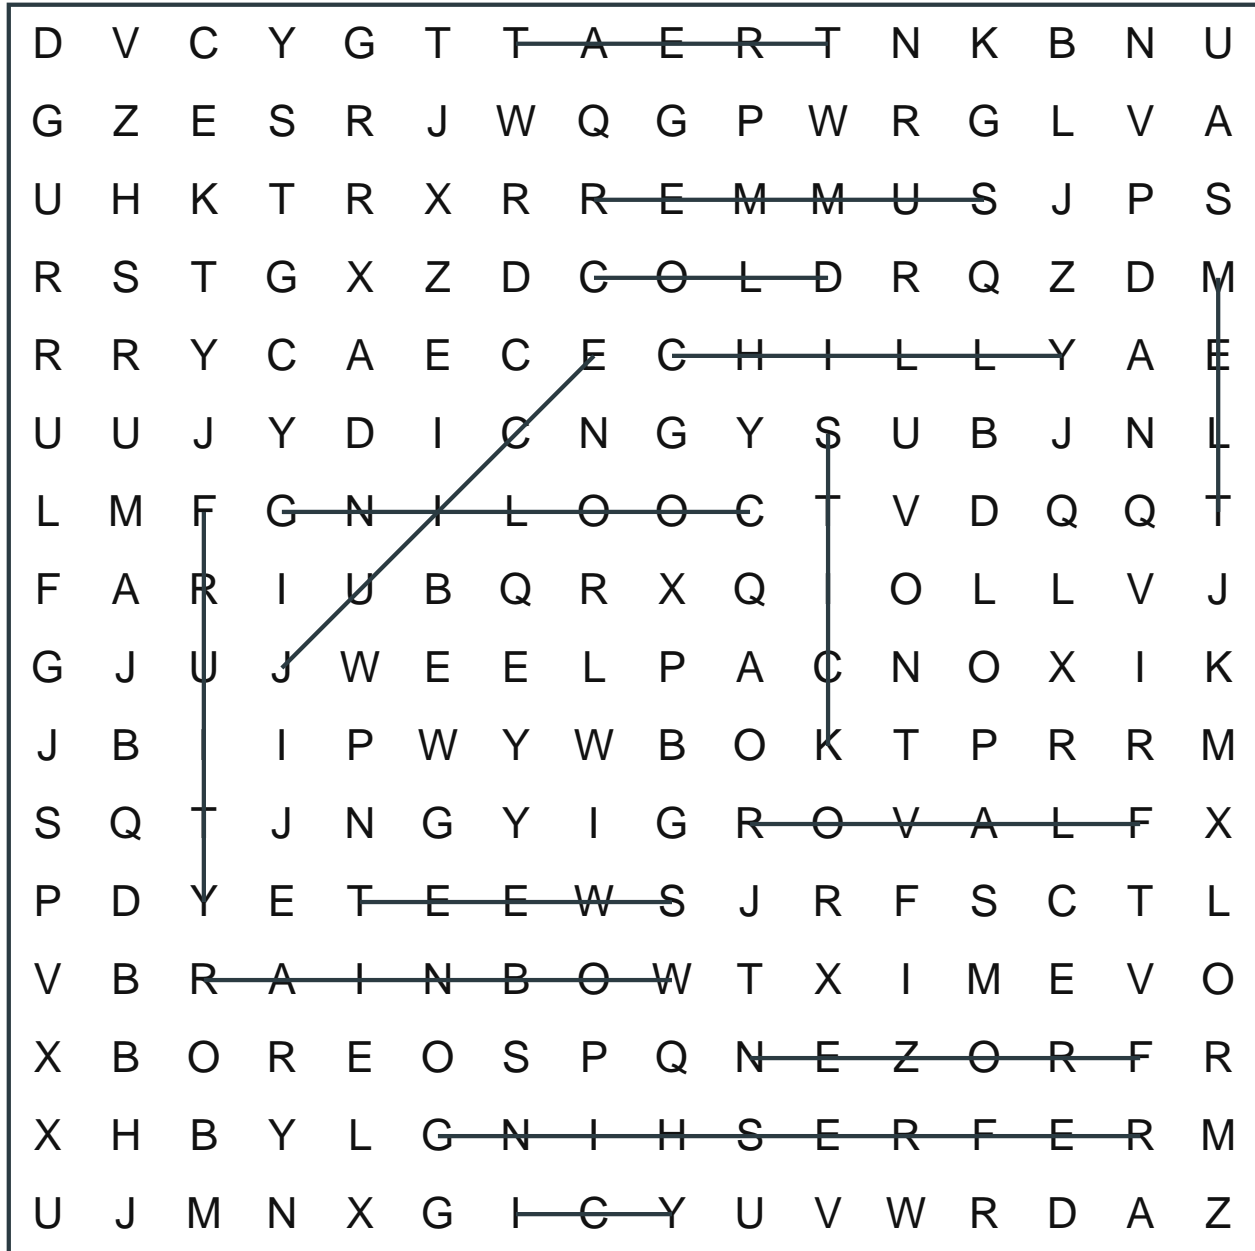 D V C Y G T T A E R T N K B N U
G Z E S R J W Q G P W R G L V A
U H K T R X R R E M M U S J P S
R S T G X Z D C O L D R Q Z D M
R R Y C A E C E C H I L L Y A E
U U J Y D I C N G Y S U B J N L
L M F G N I L O O C T V D Q Q T
F A R I U B Q R X Q I O L L V J
G J U J W E E L P A C N O X I K
J B I I P W Y W B O K T P R R M
S Q T J N G Y I G R O V A L F X
P D Y E T E E W S J R F S C T L
V B R A I N B O W T X I M E V O
X B O R E O S P Q N E Z O R F R
X H B Y L G N I H S E R F E R M
U J M N X G I C Y U V W R D A Z